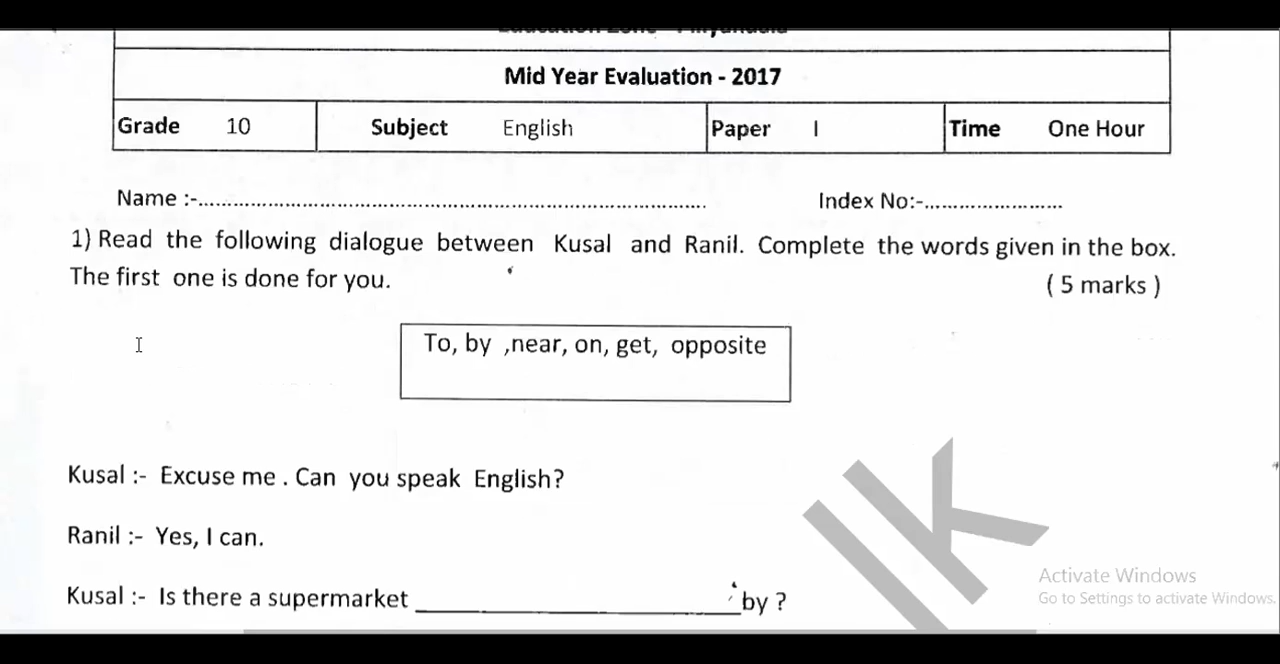 Mid Year Evaluation - 2017
Grade 10 Subject English Paper I Time One Hour
Name :-........................................................................................ Index No:-........................
1) Read the following dialogue between Kusal and Ranil. Complete the words given in the box.
The first one is done for you. ( 5 marks )
To, by ,near, on, get, opposite
Kusal :- Excuse me . Can you speak English?
Ranil :- Yes, I can.
Kusal :- Is there a supermarket ________________________ by ?
Activate Windows
Go to Settings to activate Windows.